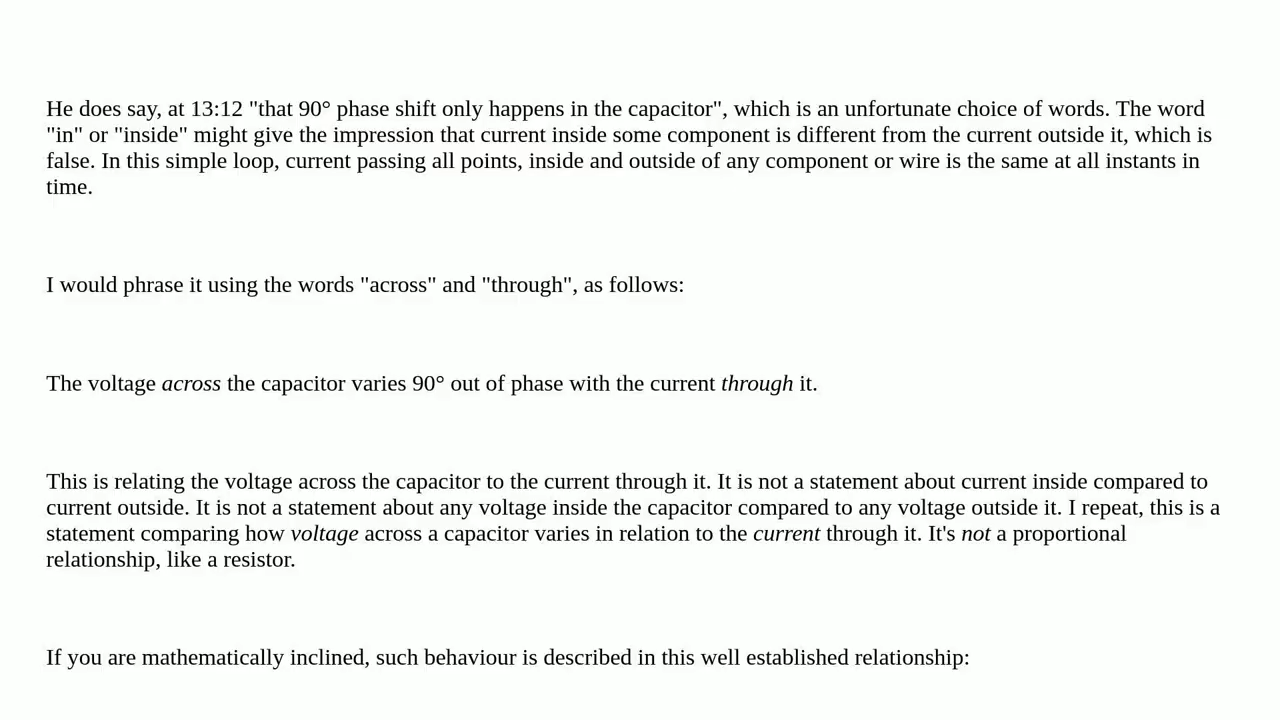 He does say, at 13:12 "that 90° phase shift only happens in the capacitor", which is an unfortunate choice of words. The word
"in" or "inside" might give the impression that current inside some component is different from the current outside it, which is
false. In this simple loop, current passing all points, inside and outside of any component or wire is the same at all instants in
time.
I would phrase it using the words "across" and "through", as follows:
The voltage across the capacitor varies 90° out of phase with the current through it.
This is relating the voltage across the capacitor to the current through it. It is not a statement about current inside compared to
current outside. It is not a statement about any voltage inside the capacitor compared to any voltage outside it. I repeat, this is a
statement comparing how voltage across a capacitor varies in relation to the current through it. It's not a proportional
relationship, like a resistor.
If you are mathematically inclined, such behaviour is described in this well established relationship: